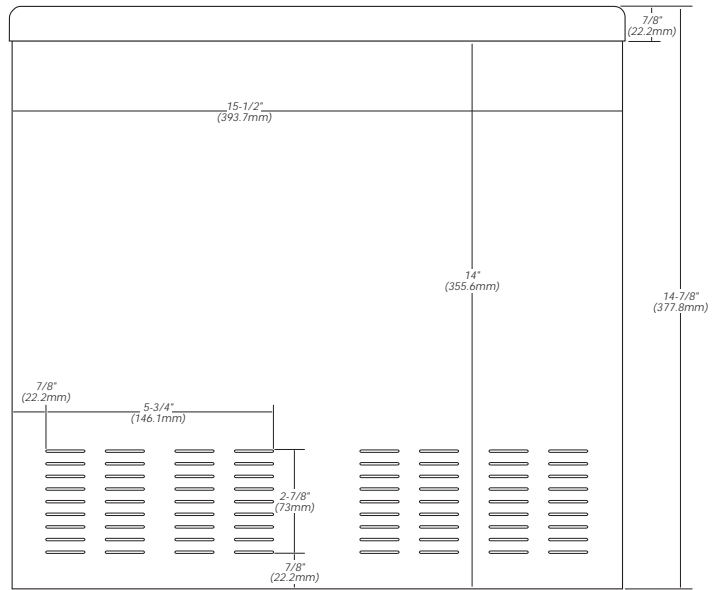 7/8"
(22.2mm)
15-1/2"
(393.7mm)
14"
(355.6mm)
14-7/8"
(377.8mm)
7/8"
(22.2mm)
5-3/4"
(146.1mm)
2-7/8"
(73mm)
7/8"
(22.2mm)